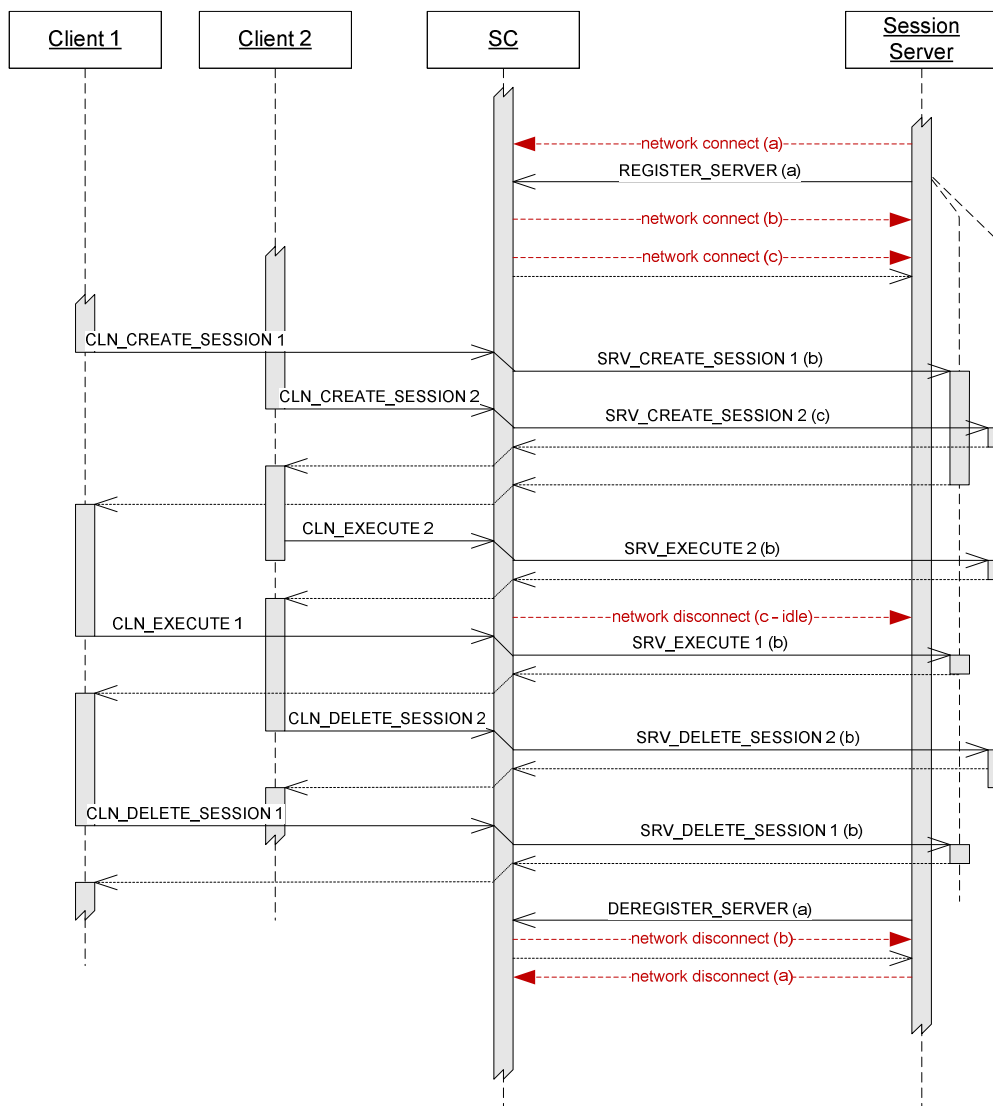 Client 1
Client 2
SC
Session
Server
network connect (a)
REGISTER_SERVER (a)
network connect (b)
network connect (c)
CLN_CREATE_SESSION 1
SRV_CREATE_SESSION 1 (b)
CLN_CREATE_SESSION 2
SRV_CREATE_SESSION 2 (c)
CLN_EXECUTE 2
SRV_EXECUTE 2 (b)
network disconnect (c – idle)
CLN_EXECUTE 1
SRV_EXECUTE 1 (b)
CLN_DELETE_SESSION 2
SRV_DELETE_SESSION 2 (b)
CLN_DELETE_SESSION 1
SRV_DELETE_SESSION 1 (b)
DEREGISTER_SERVER (a)
network disconnect (b)
network disconnect (a)